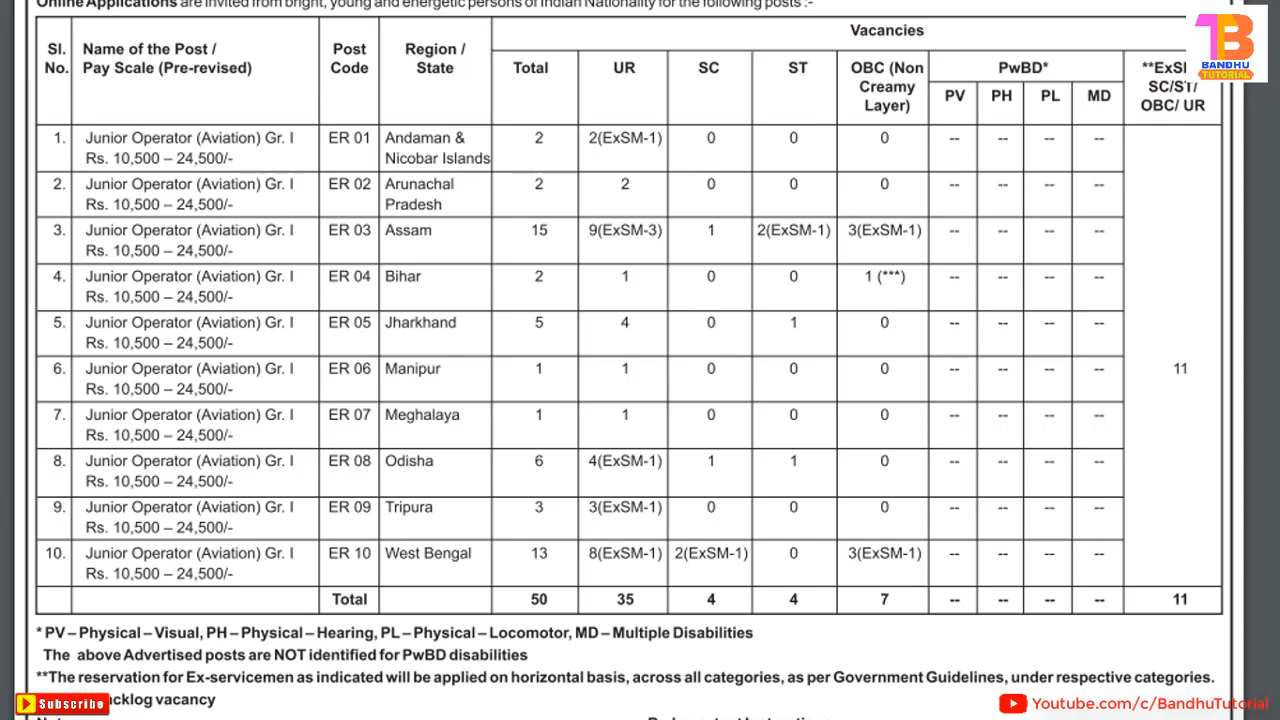 Online Applications are invited from bright, young and energetic persons of Indian Nationality for the following posts :-
Vacancies
Sl. No. Name of the Post / Pay Scale (Pre-revised) Post Code Region / State Total UR SC ST OBC (Non Creamy Layer) PwBD* SC/ST/ OBC/ UR
PV PH PL MD
1. Junior Operator (Aviation) Gr. I ER 01 Andaman & 2 2(ExSM-1) 0 0 0 -- -- -- --
Rs. 10,500 – 24,500/- Nicobar Islands
2. Junior Operator (Aviation) Gr. I ER 02 Arunachal 2 2 0 0 0 -- -- -- --
Rs. 10,500 – 24,500/- Pradesh
3. Junior Operator (Aviation) Gr. I ER 03 Assam 15 9(ExSM-3) 1 2(ExSM-1) 3(ExSM-1) -- -- -- --
Rs. 10,500 – 24,500/-
4. Junior Operator (Aviation) Gr. I ER 04 Bihar 2 1 0 0 1 (***) -- -- -- --
Rs. 10,500 – 24,500/-
5. Junior Operator (Aviation) Gr. I ER 05 Jharkhand 5 4 0 1 0 -- -- -- --
Rs. 10,500 – 24,500/-
6. Junior Operator (Aviation) Gr. I ER 06 Manipur 1 1 0 0 0 -- -- -- -- 11
Rs. 10,500 – 24,500/-
7. Junior Operator (Aviation) Gr. I ER 07 Meghalaya 1 1 0 0 0 -- -- -- --
Rs. 10,500 – 24,500/-
8. Junior Operator (Aviation) Gr. I ER 08 Odisha 6 4(ExSM-1) 1 1 0 -- -- -- --
Rs. 10,500 – 24,500/-
9. Junior Operator (Aviation) Gr. I ER 09 Tripura 3 3(ExSM-1) 0 0 0 -- -- -- --
Rs. 10,500 – 24,500/-
10. Junior Operator (Aviation) Gr. I ER 10 West Bengal 13 8(ExSM-1) 2(ExSM-1) 0 3(ExSM-1) -- -- -- --
Rs. 10,500 – 24,500/-
Total 50 35 4 4 7 -- -- -- -- 11
* PV – Physical – Visual, PH – Physical – Hearing, PL – Physical – Locomotor, MD – Multiple Disabilities
The above Advertised posts are NOT identified for PwBD disabilities
**The reservation for Ex-servicemen as indicated will be applied on horizontal basis, across all categories, as per Government Guidelines, under respective categories.
vacancy
TB
BANDHU
TUTORIAL
Subscribe
Youtube.com/c/BandhuTutorial